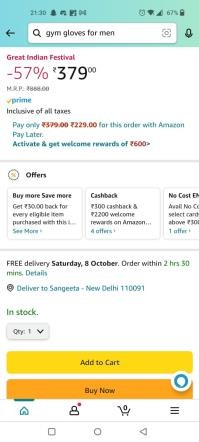 21:30
67%
gym gloves for men
Great Indian Festival
-57% ₹379⁰⁰
M.R.P.: ₹888.00
prime
Inclusive of all taxes
Pay only ₹379.00 ₹229.00 for this order with Amazon
Pay Later.
Activate & get welcome rewards of ₹600>
Offers
Buy more Save more
Get ₹30.00 back for
every eligible item
purchased with this i...
See More ›
Cashback
₹300 cashback &
₹2200 welcome
rewards on Amazon...
4 offers ›
No Cost EM
Avail No Co
select cards
above ₹300
1 offer ›
FREE delivery Saturday, 8 October. Order within 2 hrs 30
mins. Details
Deliver to Sangeeta - New Delhi 110091
In stock.
Qty: 1
Add to Cart
Buy Now
0